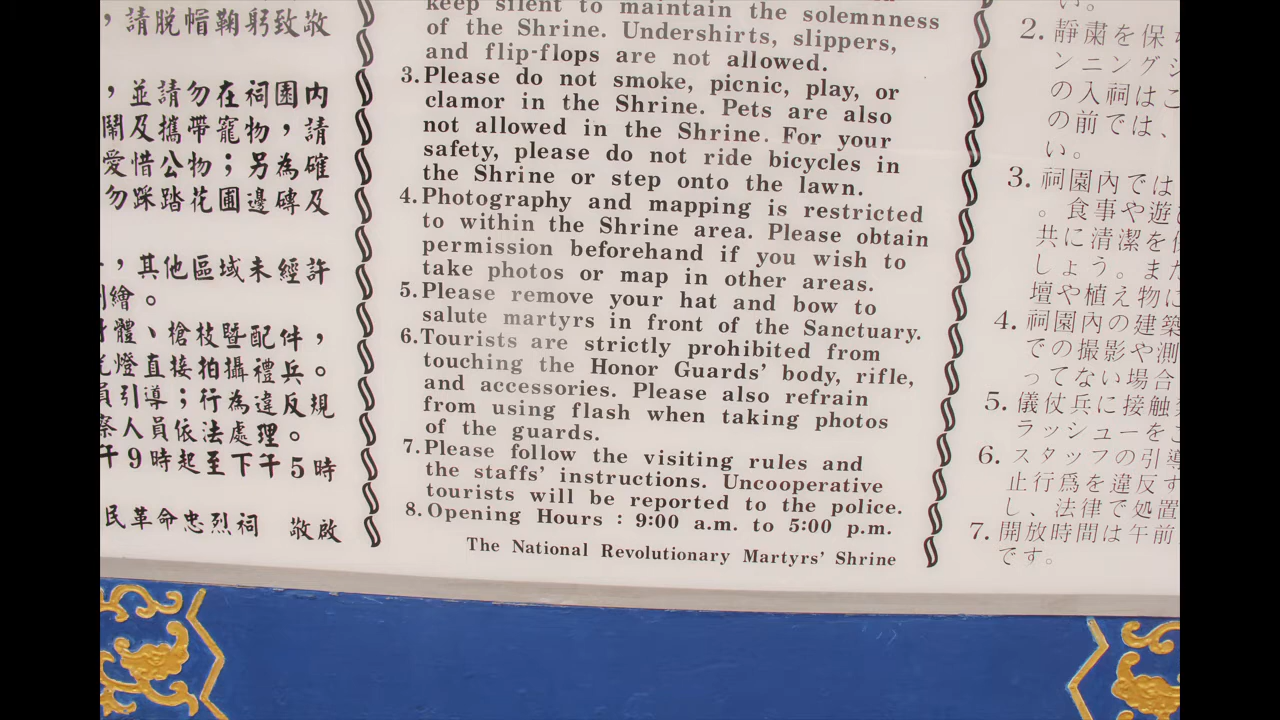 ，請脫帽鞠躬致敬
，並請勿在祠園內
鬧及攜帶寵物，請
愛惜公物；另為確
勿踩踏花圃邊磚及
，其他區域未經許
繪。
體、槍枝暨配件，
燈直接拍攝禮兵。
員引導；行為違反規
察人員依法處理。
午9時起至下午5時
民革命忠烈祠 敬啟
keep silent to maintain the solemnness
of the Shrine. Undershirts, slippers,
and flip-flops are not allowed.
3.Please do not smoke, picnic, play, or
clamor in the Shrine. Pets are also
not allowed in the Shrine. For your
safety, please do not ride bicycles in
the Shrine or step onto the lawn.
4.Photography and mapping is restricted
to within the Shrine area. Please obtain
permission beforehand if you wish to
take photos or map in other areas.
5.Please remove your hat and bow to
salute martyrs in front of the Sanctuary.
6.Tourists are strictly prohibited from
touching the Honor Guards' body, rifle,
and accessories. Please also refrain
from using flash when taking photos
of the guards.
7.Please follow the visiting rules and
the staffs' instructions. Uncooperative
tourists will be reported to the police.
8.Opening Hours : 9:00 a.m. to 5:00 p.m.
The National Revolutionary Martyrs' Shrine
い。
2. 靜粛を保
ンニングシ
の入祠はこ
の前では、
い。
3. 祠園内では
。食事や遊び
共に清潔を保
しょう。また
壇や植え物に
4. 祠園内の建築
での撮影や測
ってない場合
5. 儀仗兵に接触
ラッシューをご
6. スタッフの引導
止行爲を違反す
し、法律で処置
7. 開放時間は午前
です。